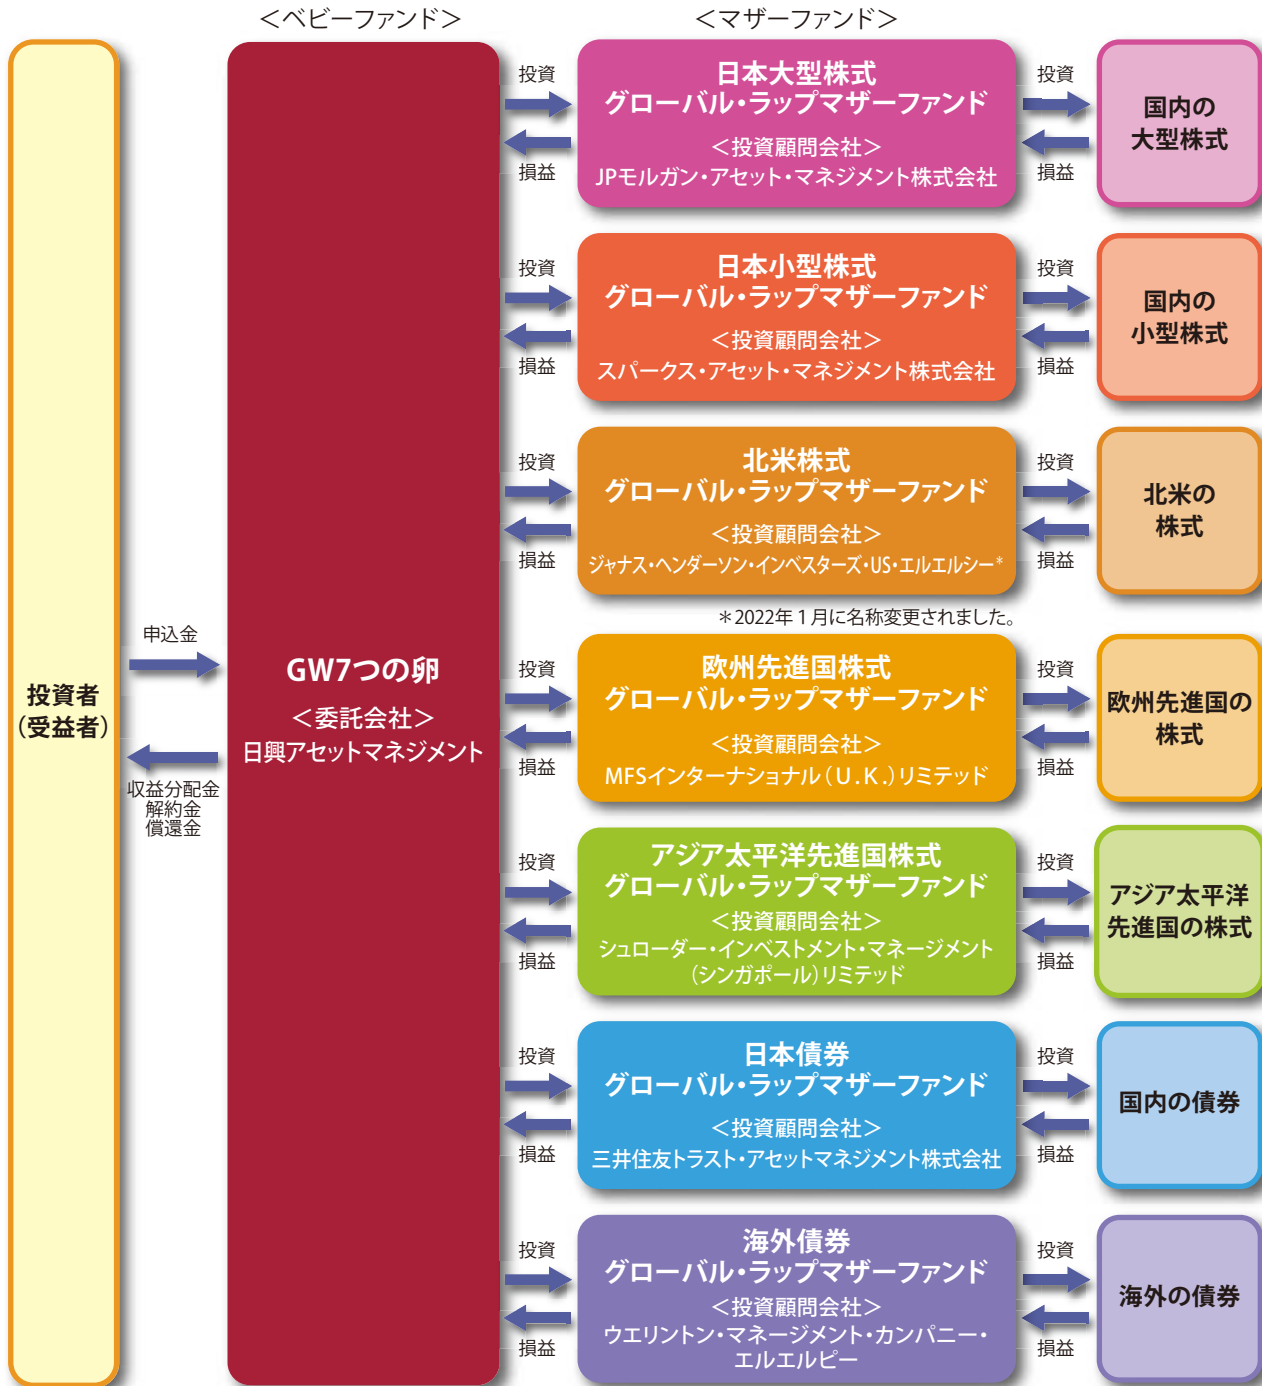 ＜ベビーファンド＞
＜マザーファンド＞
投資者
（受益者）
申込金
収益分配金
解約金
償還金
GW7つの卵
＜委託会社＞
日興アセットマネジメント
投資
損益
日本大型株式
グローバル・ラップマザーファンド
＜投資顧問会社＞
JPモルガン・アセット・マネジメント株式会社
投資
損益
国内の
大型株式
投資
損益
日本小型株式
グローバル・ラップマザーファンド
＜投資顧問会社＞
スパークス・アセット・マネジメント株式会社
投資
損益
国内の
小型株式
投資
損益
北米株式
グローバル・ラップマザーファンド
＜投資顧問会社＞
ジャナス・ヘンダーソン・インベスターズ・US・エルエルシー*
投資
損益
北米の
株式
＊2022年1月に名称変更されました。
投資
損益
欧州先進国株式
グローバル・ラップマザーファンド
＜投資顧問会社＞
MFSインターナショナル（U.K.）リミテッド
投資
損益
欧州先進国の
株式
投資
損益
アジア太平洋先進国株式
グローバル・ラップマザーファンド
＜投資顧問会社＞
シュローダー・インベストメント・マネージメント
（シンガポール）リミテッド
投資
損益
アジア太平洋
先進国の株式
投資
損益
日本債券
グローバル・ラップマザーファンド
＜投資顧問会社＞
三井住友トラスト・アセットマネジメント株式会社
投資
損益
国内の債券
投資
損益
海外債券
グローバル・ラップマザーファンド
＜投資顧問会社＞
ウエリントン・マネージメント・カンパニー・
エルエルピー
投資
損益
海外の債券